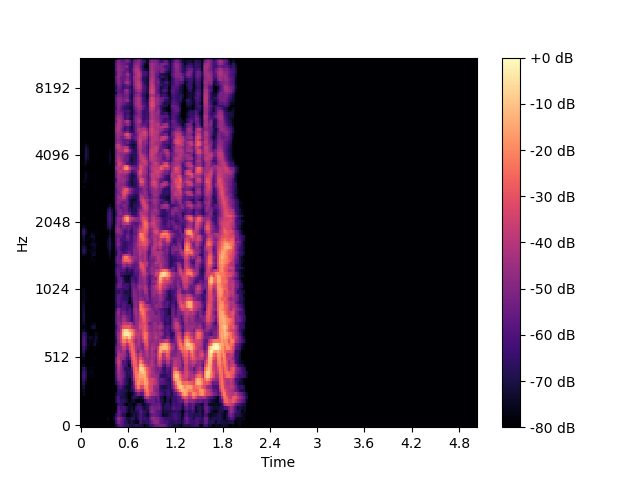 8192
4096
2048
1024
512
0
Hz
0 0.6 1.2 1.8 2.4 3 3.6 4.2 4.8
Time
+0 dB
-10 dB
-20 dB
-30 dB
-40 dB
-50 dB
-60 dB
-70 dB
-80 dB